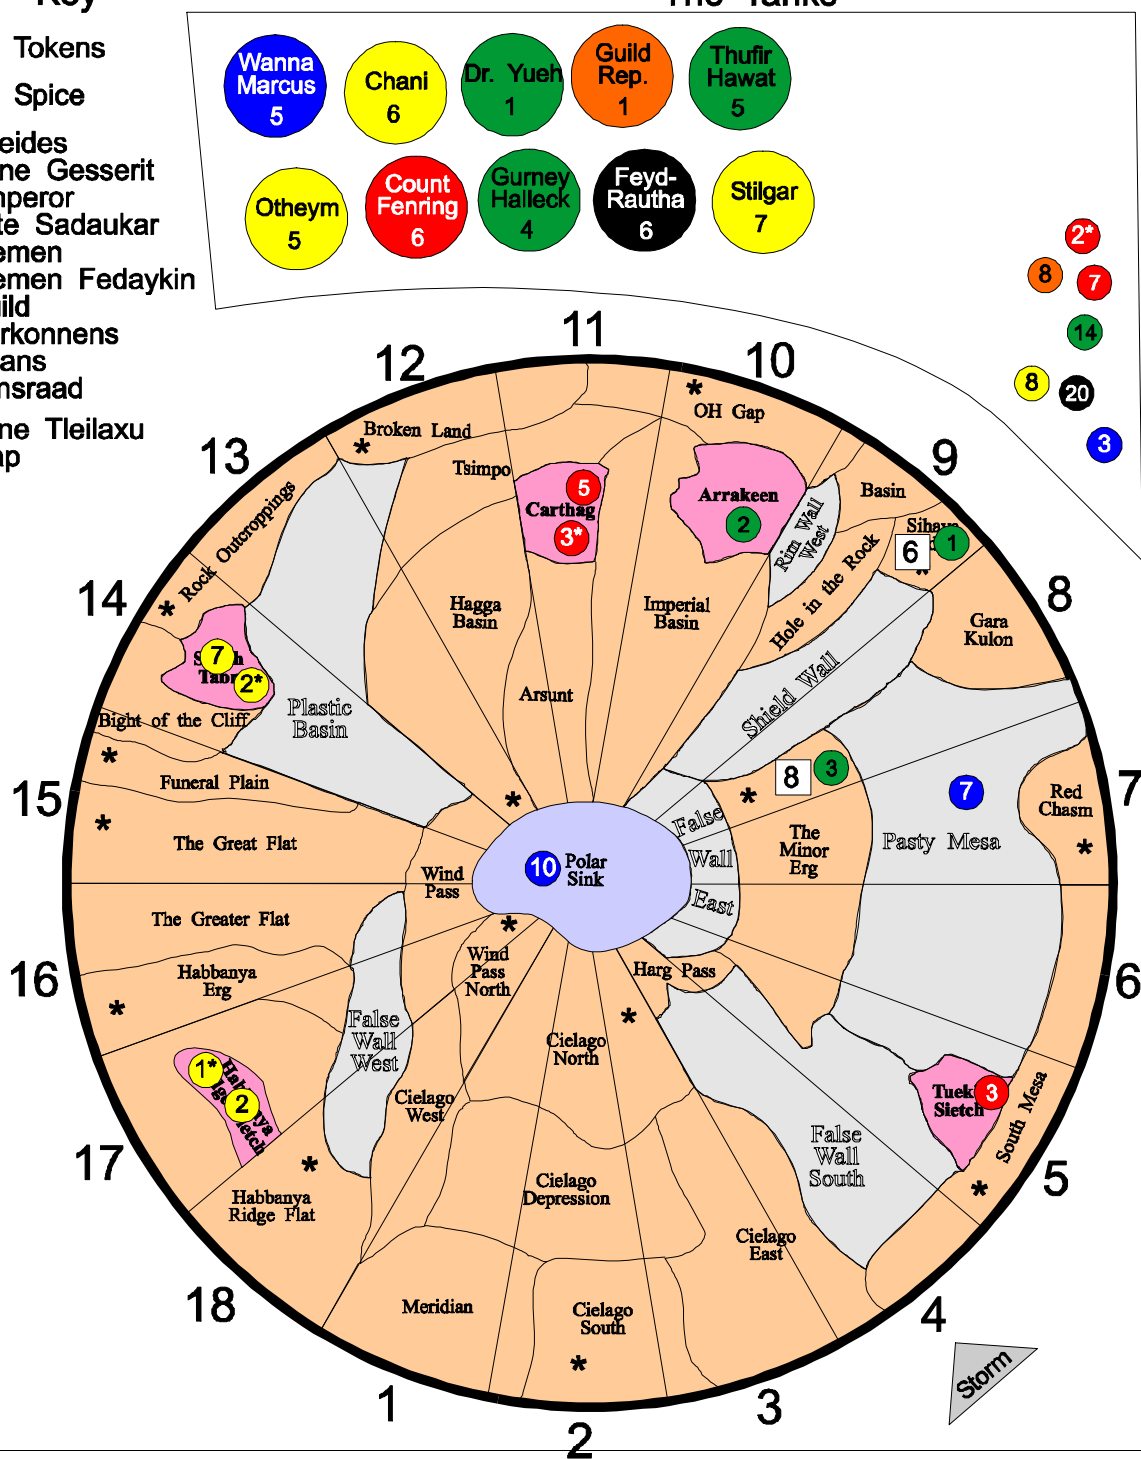 Key
The Tanks
Tokens
Spice
eides
ne Gesserit
mperor
te Sadaukar
emen
emen Fedaykin
uild
rkonnens
ans
nsraad
ne Tleilaxu
ap
Wanna
Marcus
5
Chani
6
Dr. Yueh
1
Guild
Rep.
1
Thufir
Hawat
5
Otheym
5
Count
Fenring
6
Gurney
Halleck
4
Feyd-
Rautha
6
Stilgar
7
2*
8
7
14
8
20
3
11
12
10
13
9
14
8
15
7
16
6
17
5
18
4
1
3
2
* Broken Land
Tsimpo
* OH Gap
Basin
Sihaya
6
1
*
Rock Outcroppings
*
Carthag
5
3*
Arrakeen
2
Rim Wall
West
Hole in the Rock
Hagga
Basin
Imperial
Basin
Gara
Kulon
7
2*
Plastic
Basin
Arsunt
Shield Wall
Bight of the Cliff
*
Funeral Plain
*
The Great Flat
*
8
3
*
7
Pasty Mesa
Red
Chasm
*
False
Wall
East
The
Minor
Erg
10
Polar
Sink
Wind
Pass
The Greater Flat
*
Wind
Pass
North
Harg Pass
Habbanya
Erg
*
False
Wall
West
Cielago
North
*
1*
2
Cielago
West
Tuek
Sietch
3
South Mesa
*
False
Wall
South
Habbanya
Ridge Flat
*
Cielago
Depression
Cielago
East
Meridian
Cielago
South
*
Storm